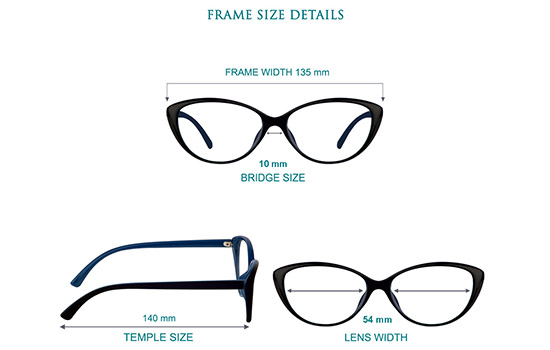 FRAME SIZE DETAILS
FRAME WIDTH 135 mm
10 mm
BRIDGE SIZE
140 mm
TEMPLE SIZE
54 mm
LENS WIDTH